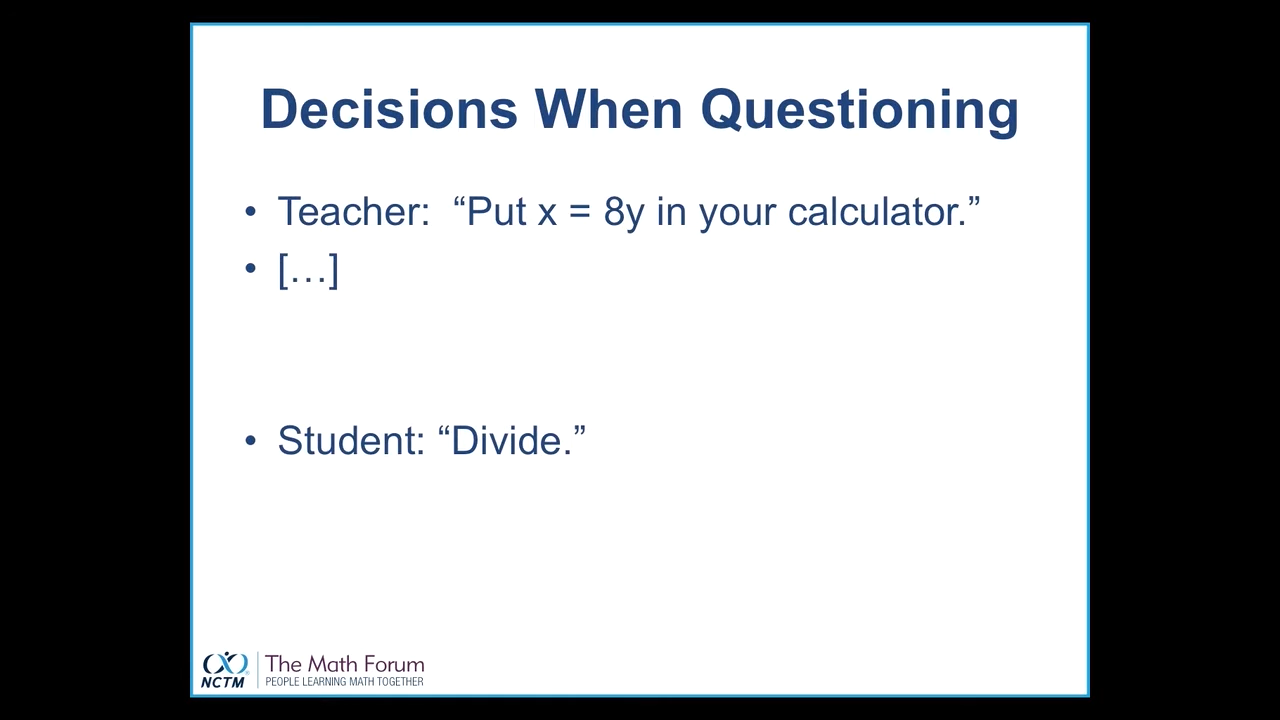 Decisions When Questioning
• Teacher:  “Put x = 8y in your calculator.”
• […]
• Student: “Divide.”
NCTM
The Math Forum
PEOPLE LEARNING MATH TOGETHER